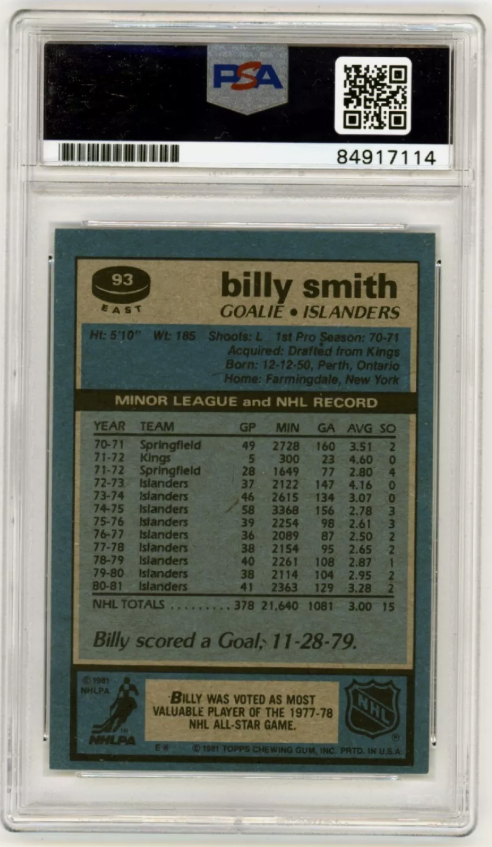 PSA
84917114
93
EAST
billy smith
GOALIE • ISLANDERS
Ht: 5'10" Wt: 185 Shoots: L 1st Pro Season: 70-71
Acquired: Drafted from Kings
Born: 12-12-50, Perth, Ontario
Home: Farmingdale, New York
MINOR LEAGUE and NHL RECORD
YEAR TEAM GP MIN GA AVG SO
70-71 Springfield 49 2728 160 3.51 2
71-72 Kings 5 300 23 4.60 0
71-72 Springfield 28 1649 77 2.80 4
72-73 Islanders 37 2122 147 4.16 0
73-74 Islanders 46 2615 134 3.07 0
74-75 Islanders 58 3368 156 2.78 3
75-76 Islanders 39 2254 98 2.61 3
76-77 Islanders 36 2089 87 2.50 2
77-78 Islanders 38 2154 95 2.65 2
78-79 Islanders 40 2261 108 2.87 1
79-80 Islanders 38 2114 104 2.95 2
80-81 Islanders 41 2363 129 3.28 2
NHL TOTALS ......... 378 21,640 1081 3.00 15
Billy scored a Goal, 11-28-79.
© 1981
NHLPA
NHLPA
BILLY WAS VOTED AS MOST
VALUABLE PLAYER OF THE 1977-78
NHL ALL-STAR GAME.
NHL
®
© 1981 TOPPS CHEWING GUM, INC. PRTD. IN U.S.A.